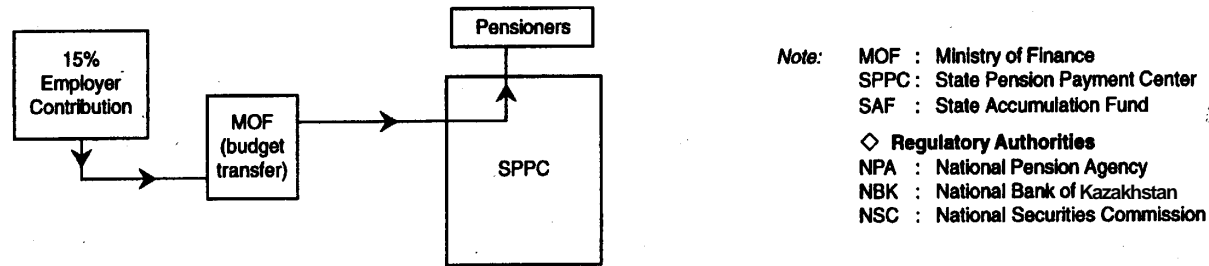 15%
Employer
Contribution
MOF
(budget
transfer)
Pensioners
SPPC
Note: MOF : Ministry of Finance
SPPC : State Pension Payment Center
SAF : State Accumulation Fund
◇ Regulatory Authorities
NPA : National Pension Agency
NBK : National Bank of Kazakhstan
NSC : National Securities Commission